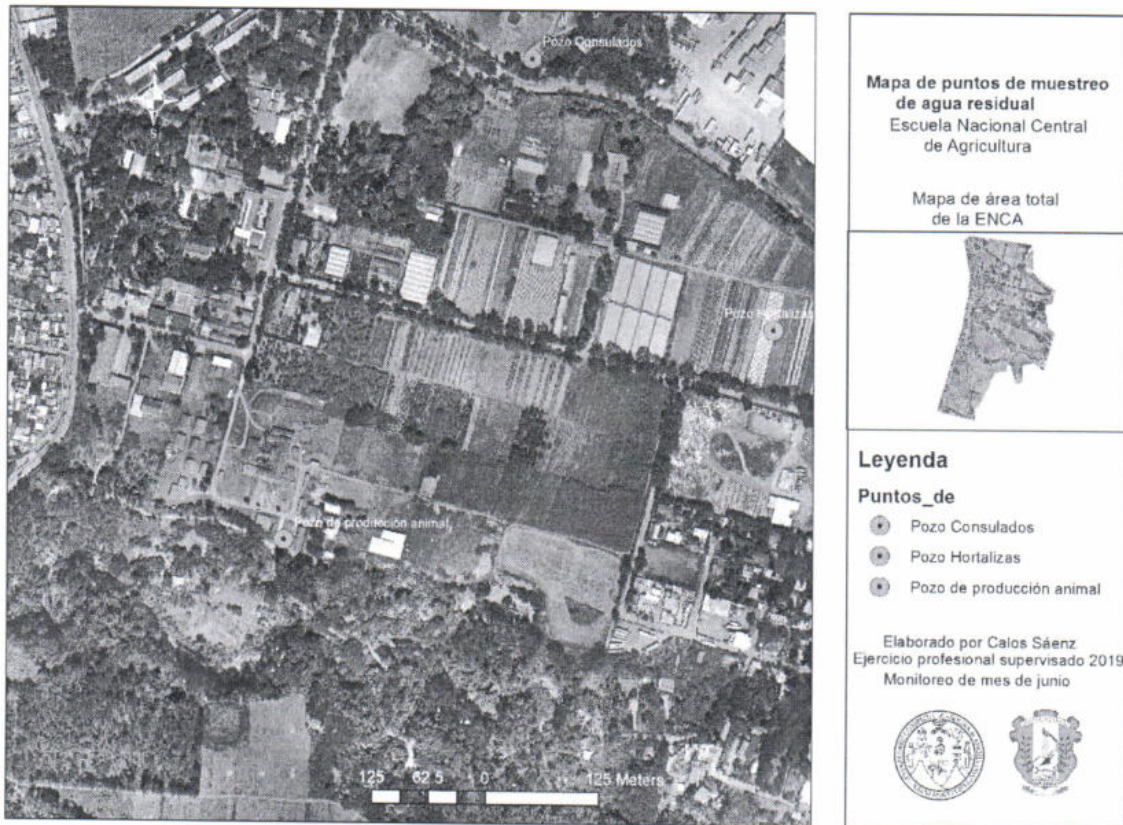 Pozo Consulados
S
Pozo Hortalizas
Pozo de producción animal
125 62.5 0 125 Meters
Mapa de puntos de muestreo
de agua residual
Escuela Nacional Central
de Agricultura
Mapa de área total
de la ENCA
Leyenda
Puntos_de
Pozo Consulados
Pozo Hortalizas
Pozo de producción animal
Elaborado por Calos Sáenz
Ejercicio profesional supervisado 2019
Monitoreo de mes de junio